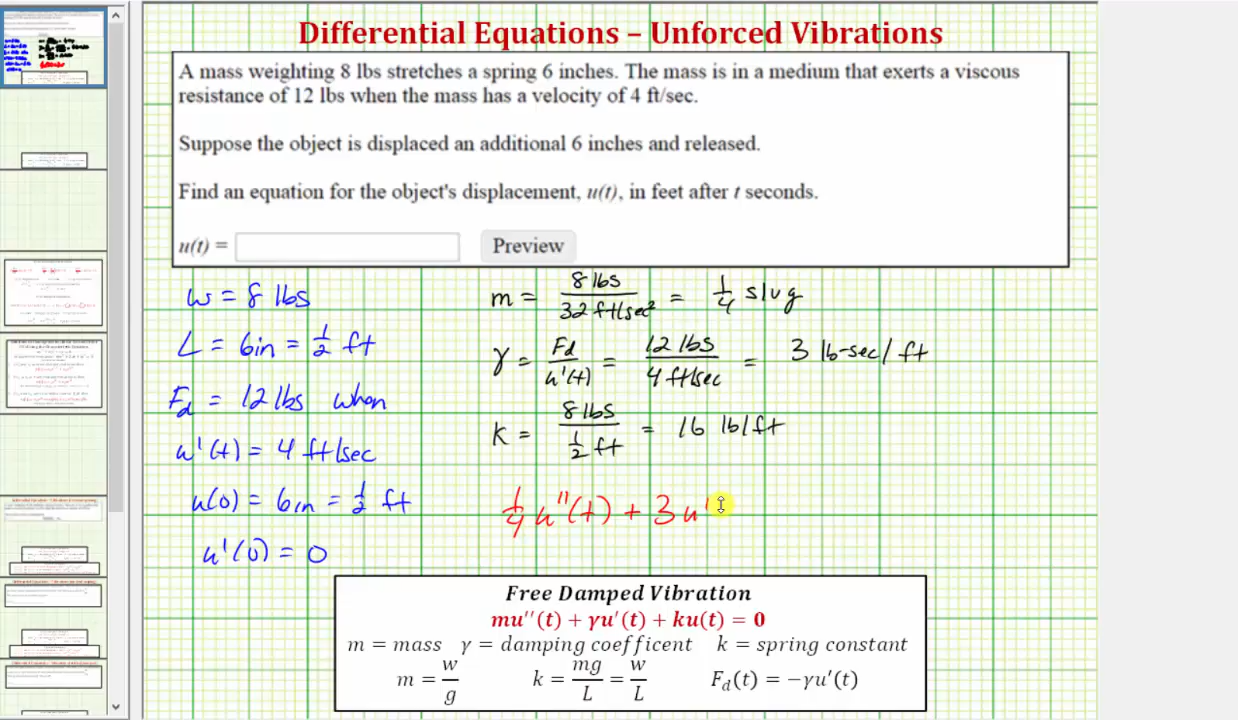 Differential Equations – Unforced Vibrations
A mass weighting 8 lbs stretches a spring 6 inches. The mass is in a medium that exerts a viscous
resistance of 12 lbs when the mass has a velocity of 4 ft/sec.
Suppose the object is displaced an additional 6 inches and released.
Find an equation for the object's displacement, u(t), in feet after t seconds.
u(t) =
Preview
w = 8 lbs
L = 6in = 1/2 ft
Fd = 12 lbs when
u'(t) = 4 ft/sec
u(0) = 6in = 1/2 ft
u'(0) = 0
m = 8 lbs / 32 ft/sec² = 1/4 slug
γ = Fd / u'(t) = 12 lbs / 4 ft/sec = 3 lb-sec/ft
k = 8 lbs / 1/2 ft = 16 lb/ft
1/4 u''(t) + 3u'
Free Damped Vibration
mu''(t) + γu'(t) + ku(t) = 0
m = mass γ = damping coefficent k = spring constant
m = w/g k = mg/L = w/L Fd(t) = −γu'(t)